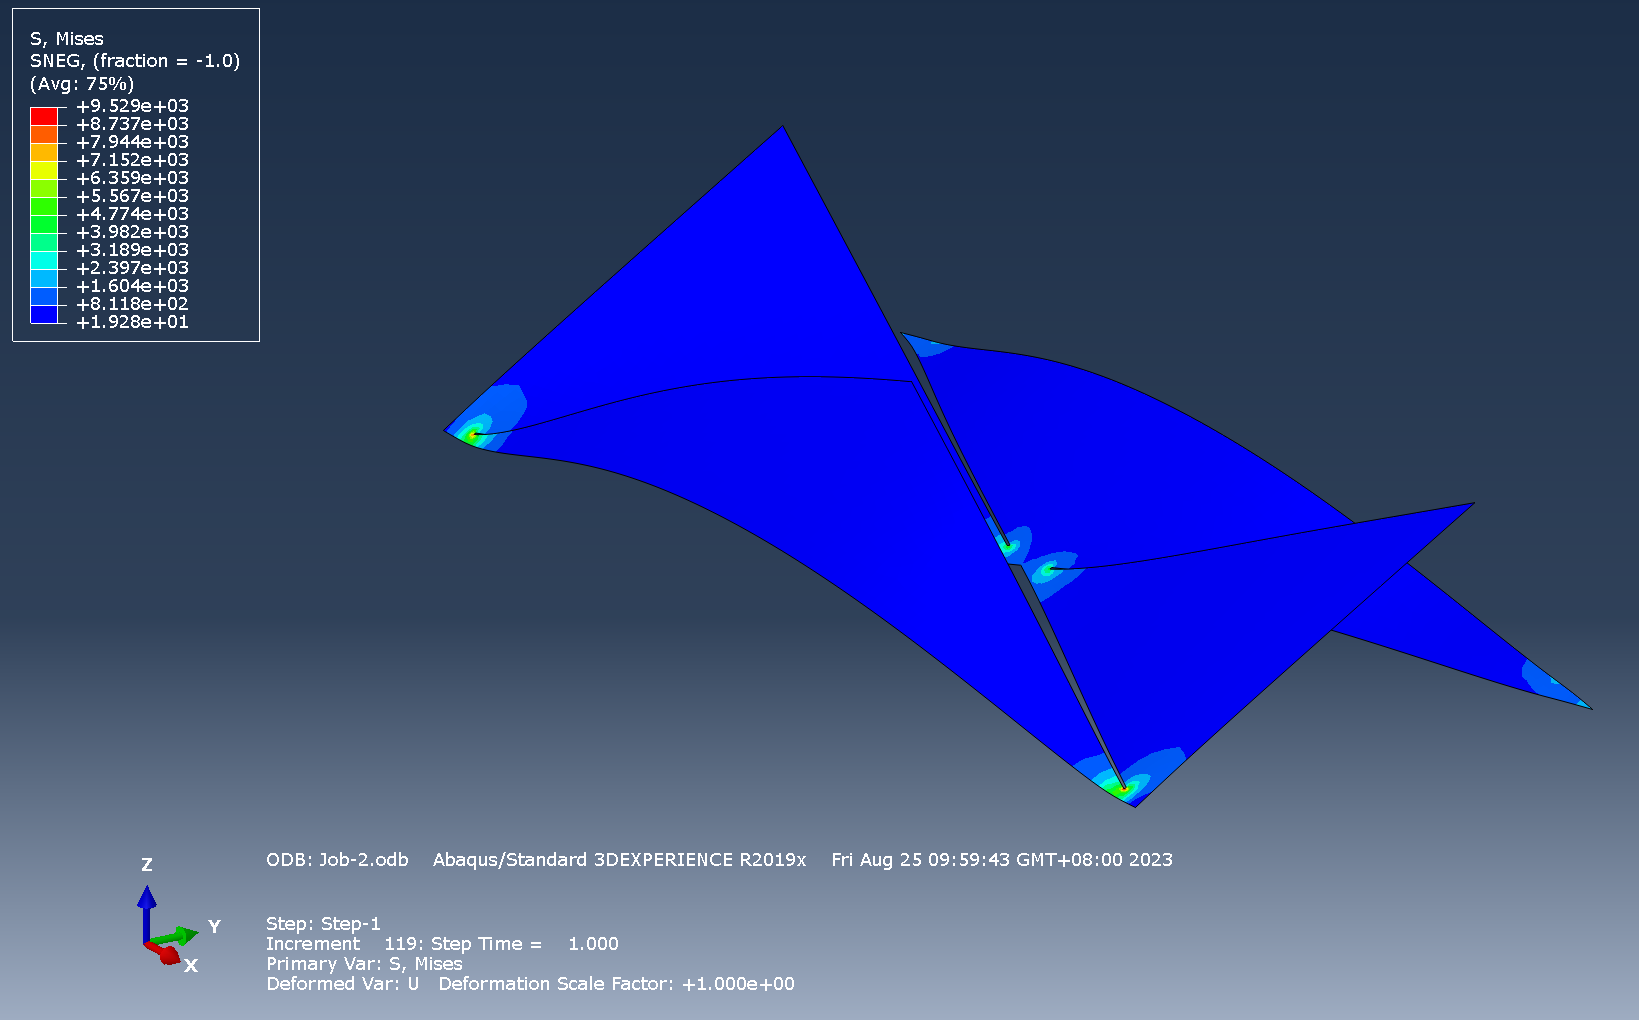 S, Mises
SNEG, (fraction = -1.0)
(Avg: 75%)
+9.529e+03
+8.737e+03
+7.944e+03
+7.152e+03
+6.359e+03
+5.567e+03
+4.774e+03
+3.982e+03
+3.189e+03
+2.397e+03
+1.604e+03
+8.118e+02
+1.928e+01
Z
Y
X
ODB: Job-2.odb Abaqus/Standard 3DEXPERIENCE R2019x Fri Aug 25 09:59:43 GMT+08:00 2023
Step: Step-1
Increment 119: Step Time = 1.000
Primary Var: S, Mises
Deformed Var: U Deformation Scale Factor: +1.000e+00